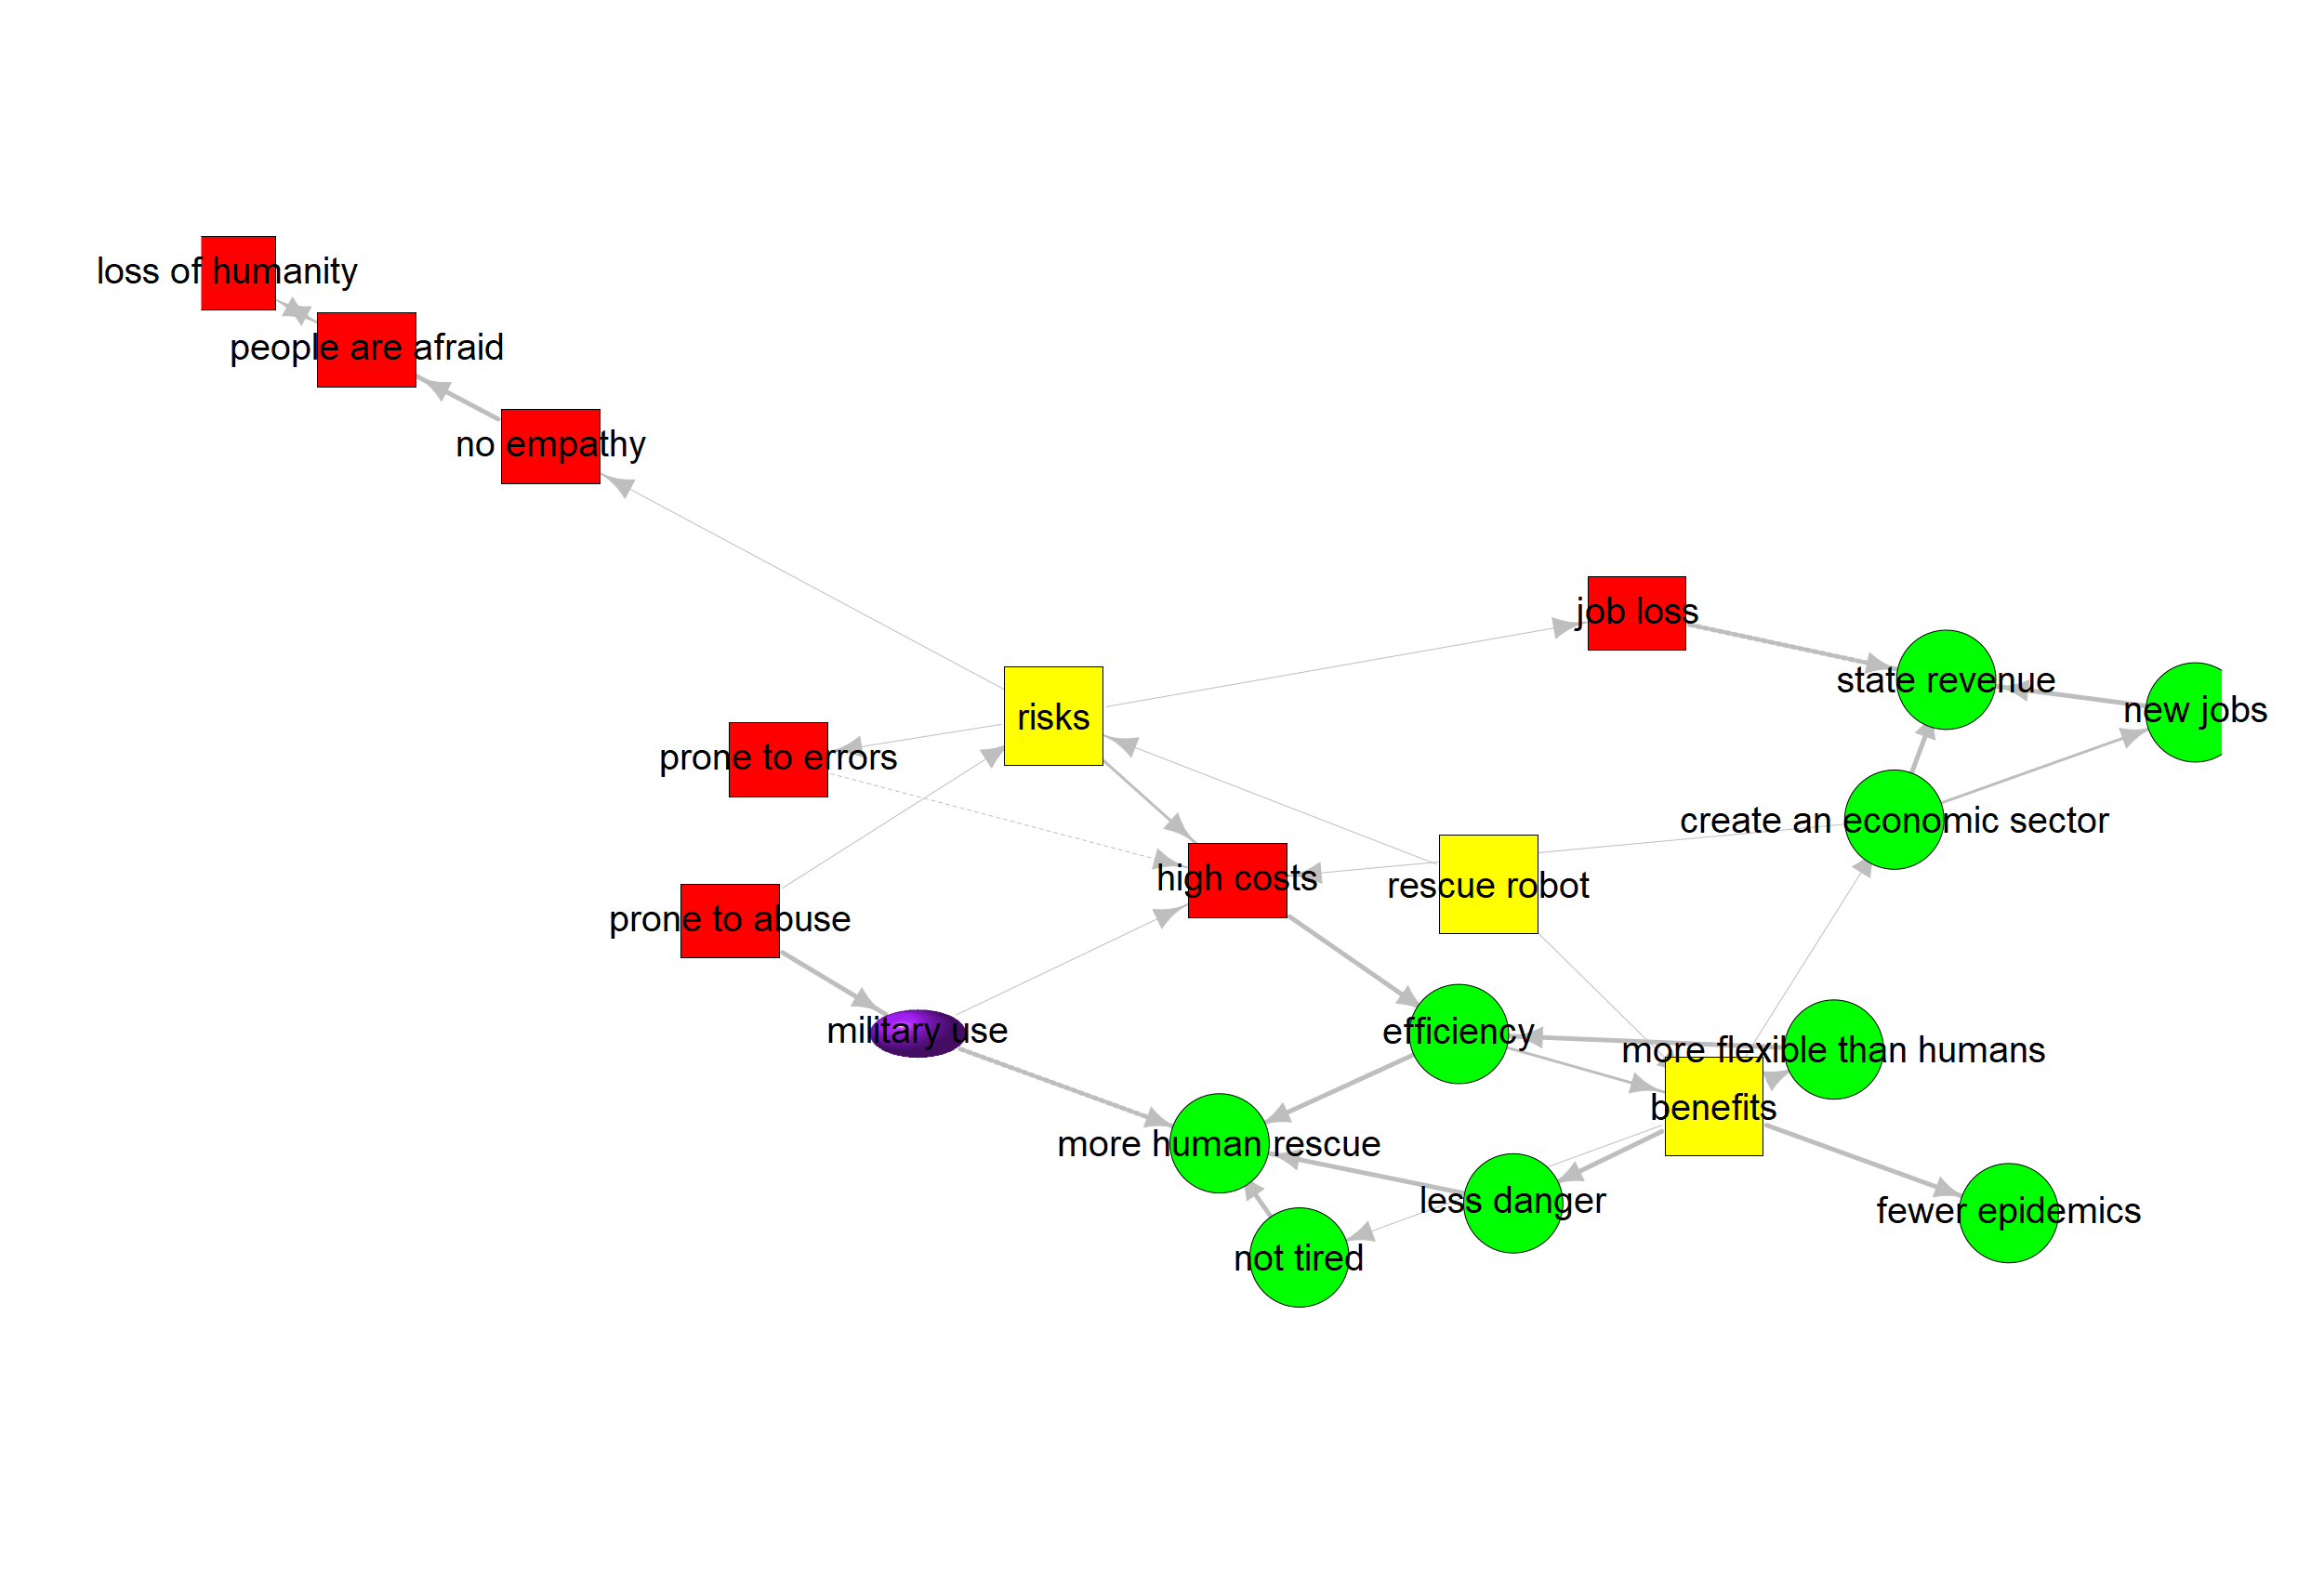 loss of humanity
people are afraid
no empathy
job loss
state revenue
new jobs
risks
prone to errors
create an economic sector
high costs
rescue robot
prone to abuse
military use
efficiency
more flexible than humans
benefits
more human rescue
less danger
fewer epidemics
not tired